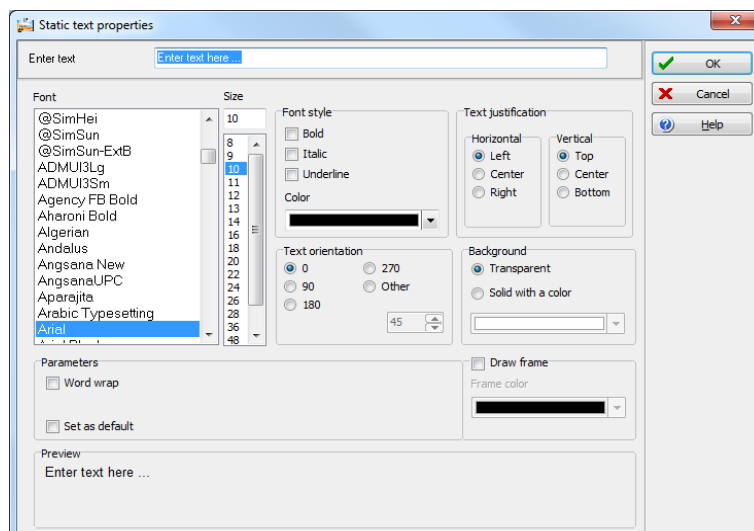 Static text properties
Enter text
Enter text here ...
OK
Cancel
Help
Font
@SimHei
@SimSun
@SimSun-ExtB
ADMUI3Lg
ADMUI3Sm
Agency FB Bold
Aharoni Bold
Algerian
Andalus
Angsana New
AngsanaUPC
Aparajita
Arabic Typesetting
Arial
Size
10
8
9
10
11
12
13
14
16
18
20
22
24
26
28
36
48
Font style
Bold
Italic
Underline
Color
Text justification
Horizontal
Left
Center
Right
Vertical
Top
Center
Bottom
Text orientation
0
90
180
270
Other
45
Background
Transparent
Solid with a color
Parameters
Word wrap
Set as default
Draw frame
Frame color
Preview
Enter text here ...